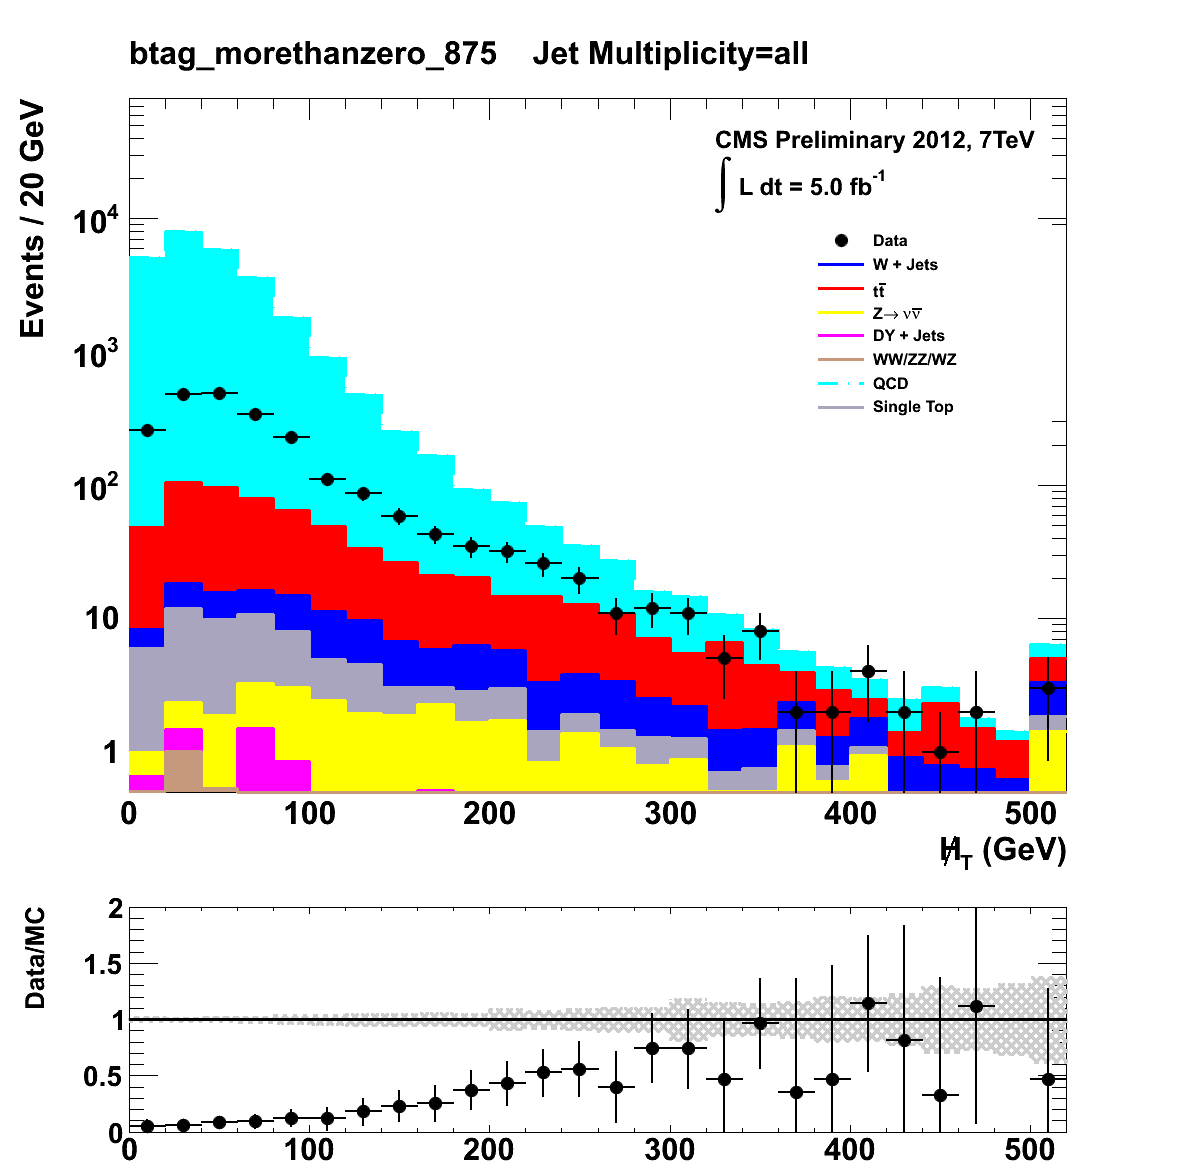 btag_morethanzero_875 Jet Multiplicity=all
Events / 20 GeV
CMS Preliminary 2012, 7TeV
∫ L dt = 5.0 fb⁻¹
Data
W + Jets
tt̄
Z→ νν̄
DY + Jets
WW/ZZ/WZ
QCD
Single Top
10⁴
10³
10²
10
1
0 100 200 300 400 500
H̸_T (GeV)
Data/MC
2
1.5
1
0.5
0
0 100 200 300 400 500